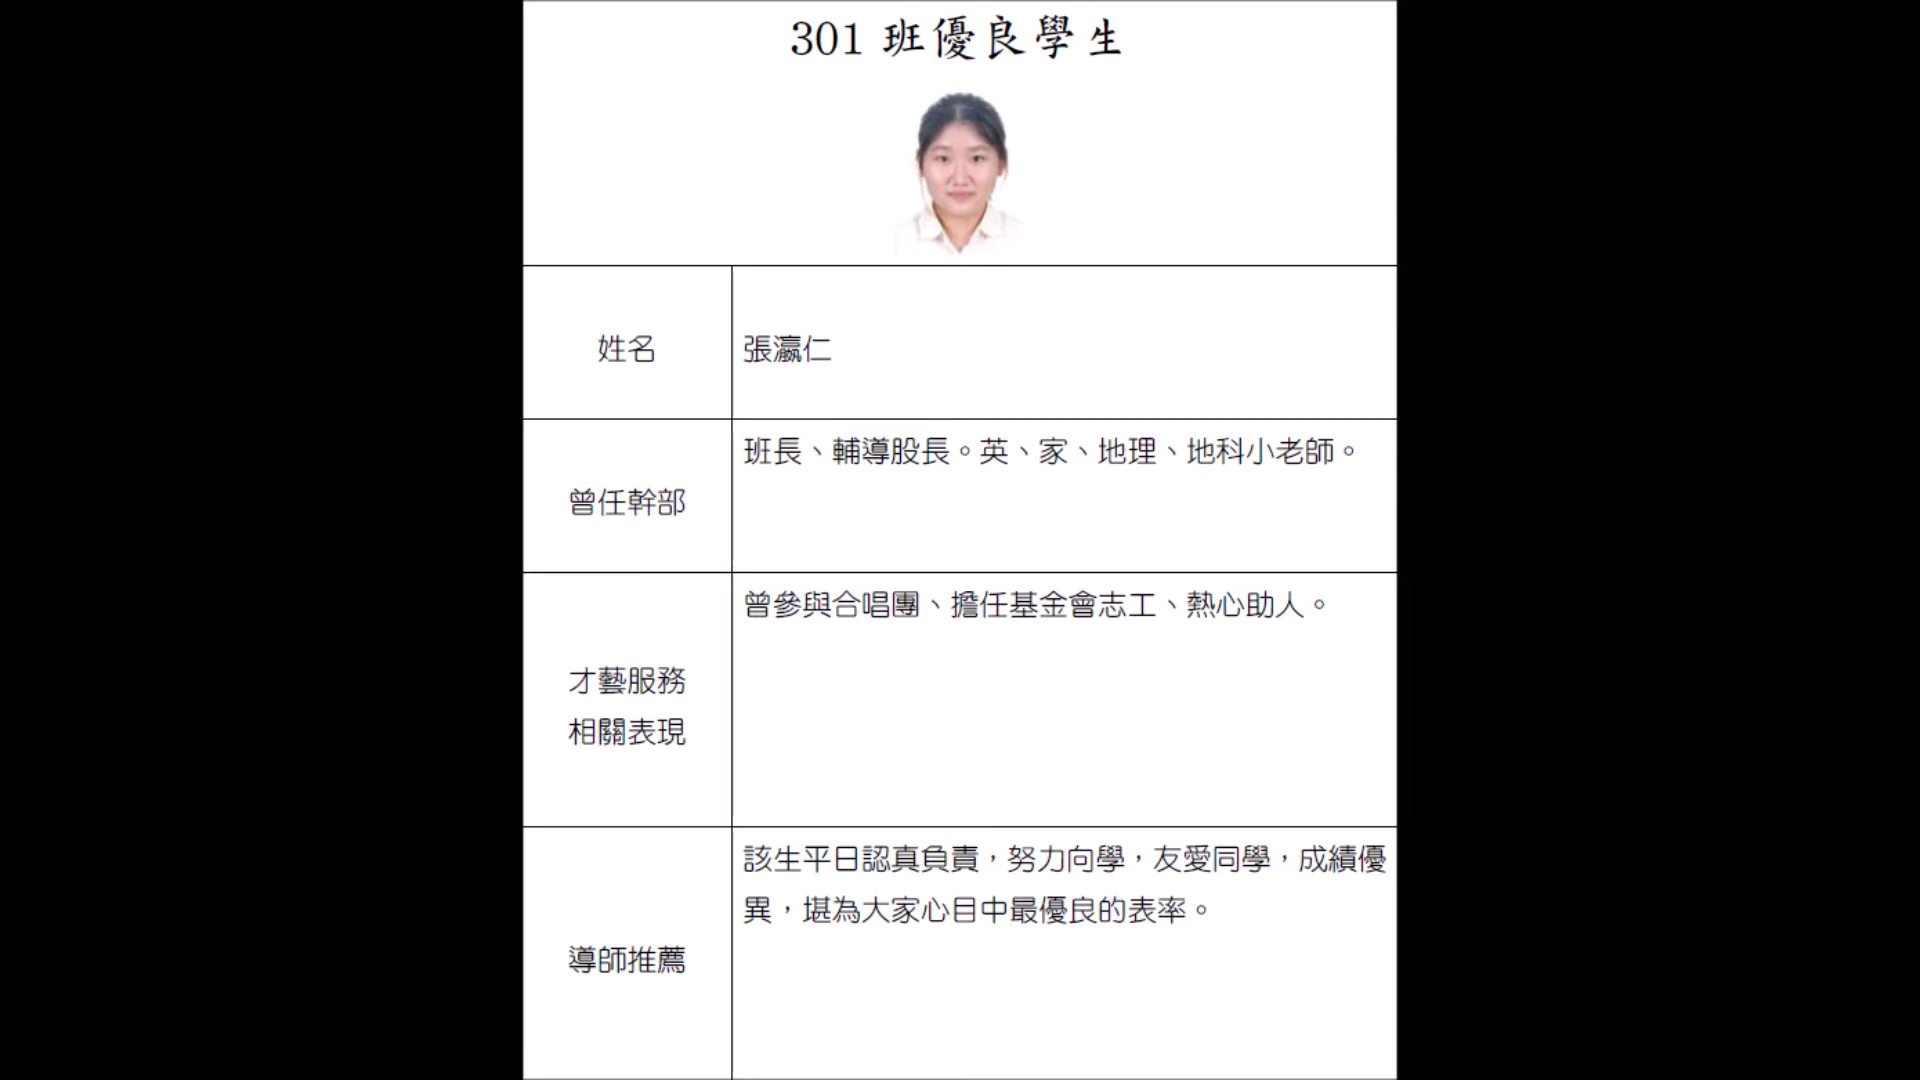 301 班優良學生
姓名
張瀛仁
曾任幹部
班長、輔導股長。英、家、地理、地科小老師。
才藝服務
相關表現
曾參與合唱團、擔任基金會志工、熱心助人。
導師推薦
該生平日認真負責，努力向學，友愛同學，成績優
異，堪為大家心目中最優良的表率。